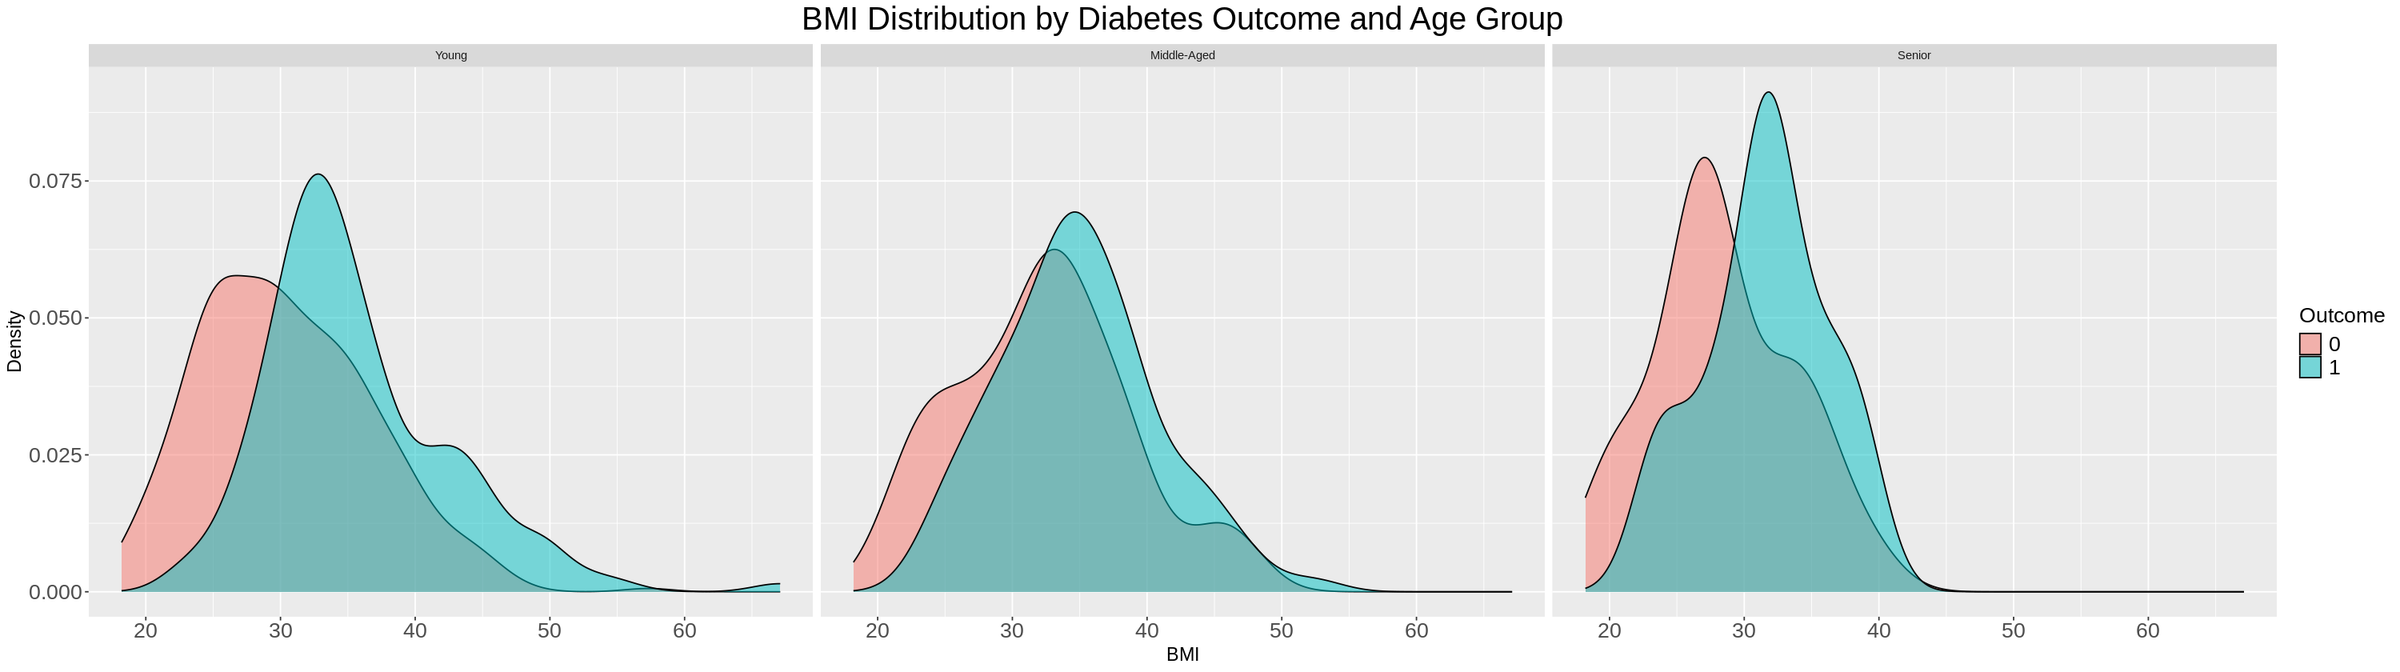 BMI Distribution by Diabetes Outcome and Age Group
Young
Middle-Aged
Senior
Density
0.075
0.050
0.025
0.000
20 30 40 50 60
20 30 40 50 60
20 30 40 50 60
BMI
Outcome
0
1